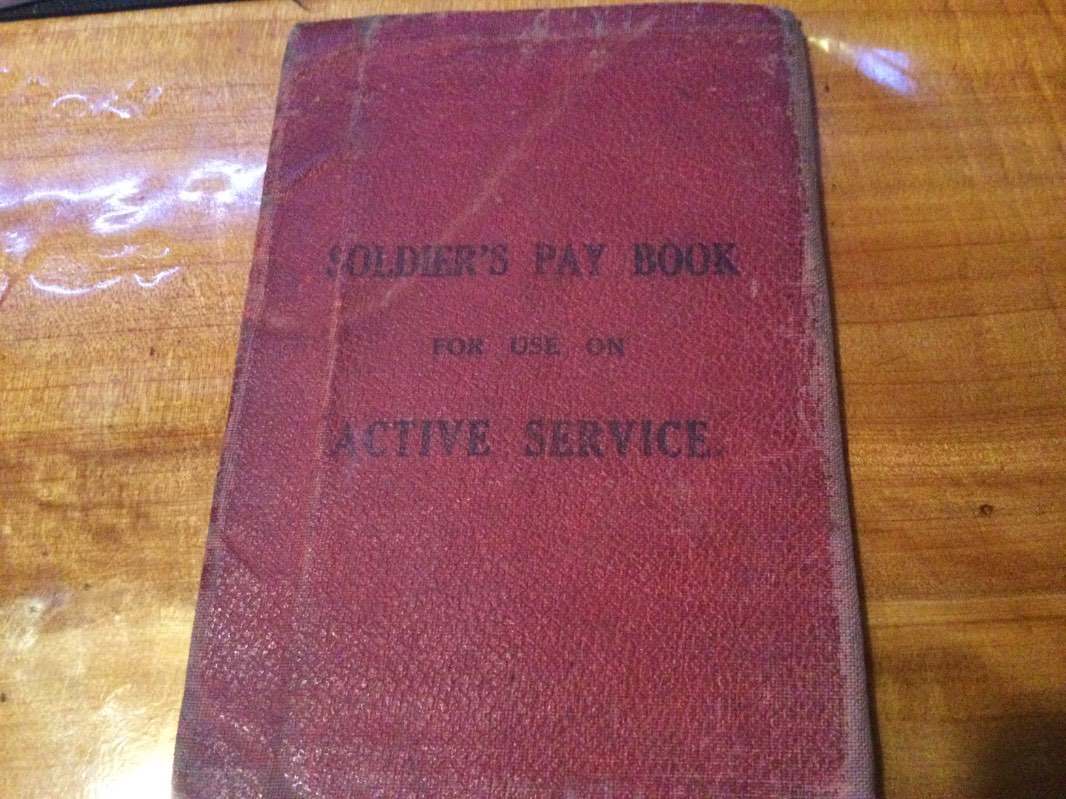 SOLDIER'S PAY BOOK
FOR USE ON
ACTIVE SERVICE.